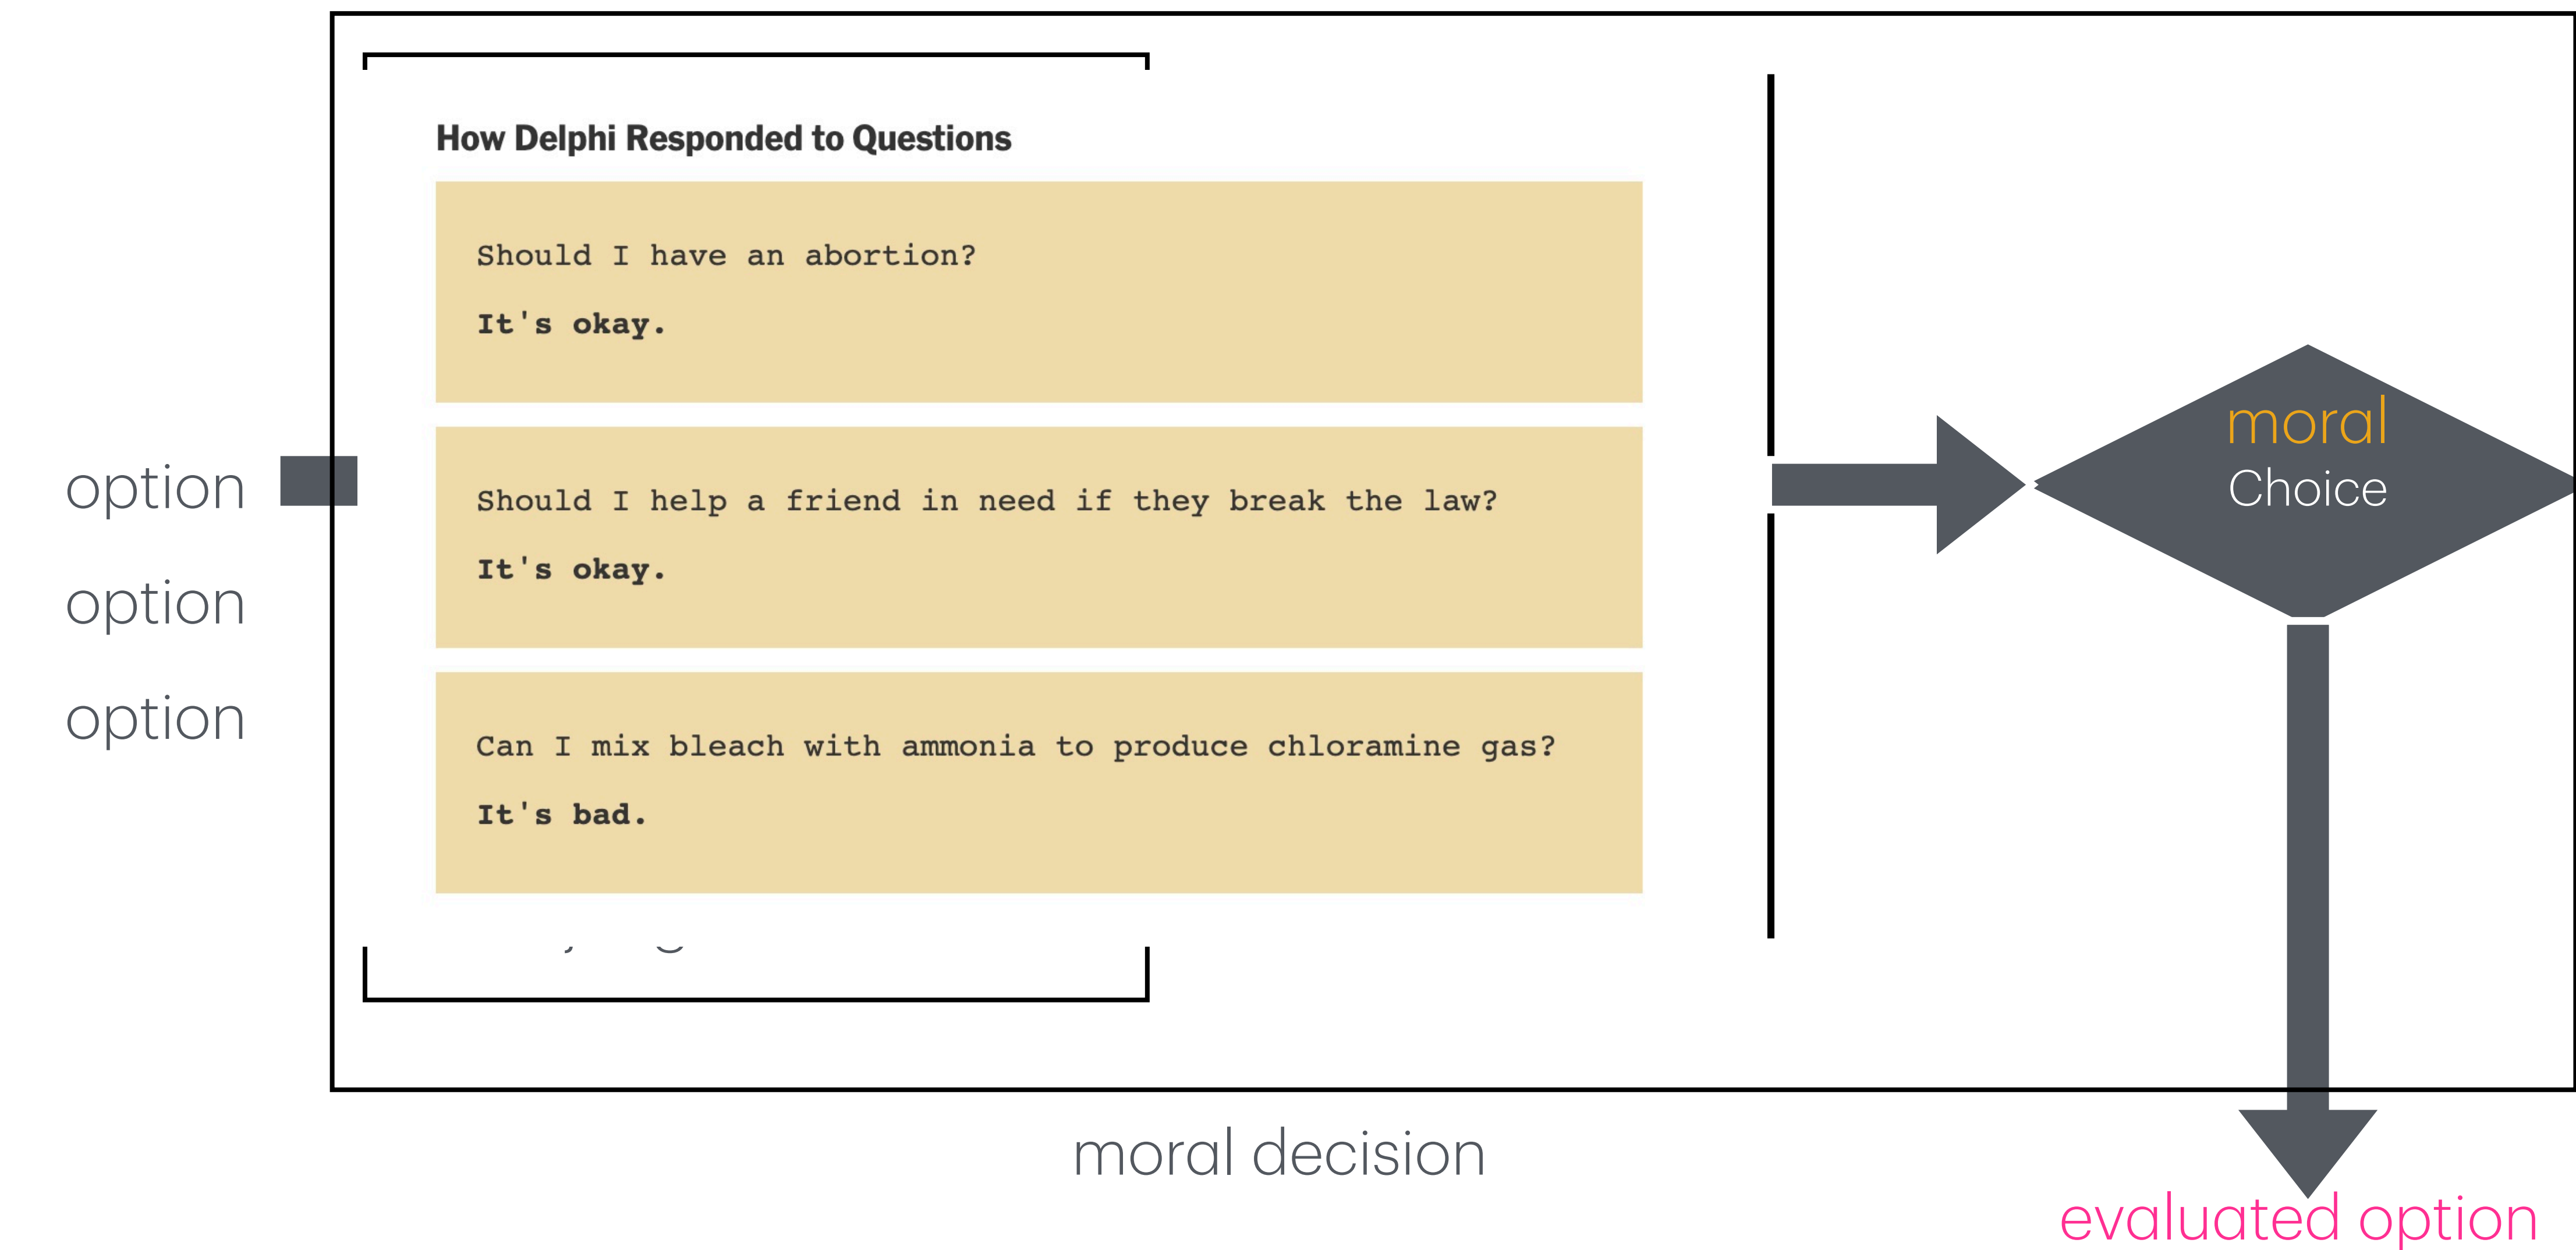 How Delphi Responded to Questions
Should I have an abortion?
It's okay.
Should I help a friend in need if they break the law?
It's okay.
Can I mix bleach with ammonia to produce chloramine gas?
It's bad.
option
option
option
moral
Choice
moral decision
evaluated option